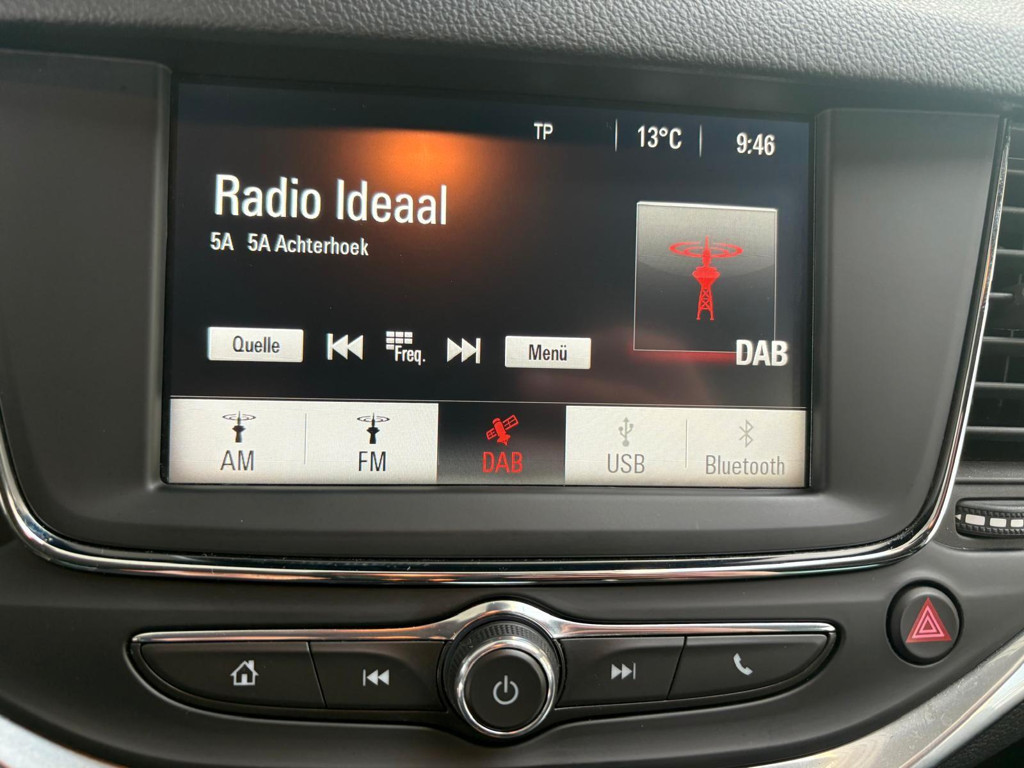 TP 13°C 9:46
Radio Ideaal
5A 5A Achterhoek
Quelle Freq. Menü
DAB
AM FM DAB USB Bluetooth